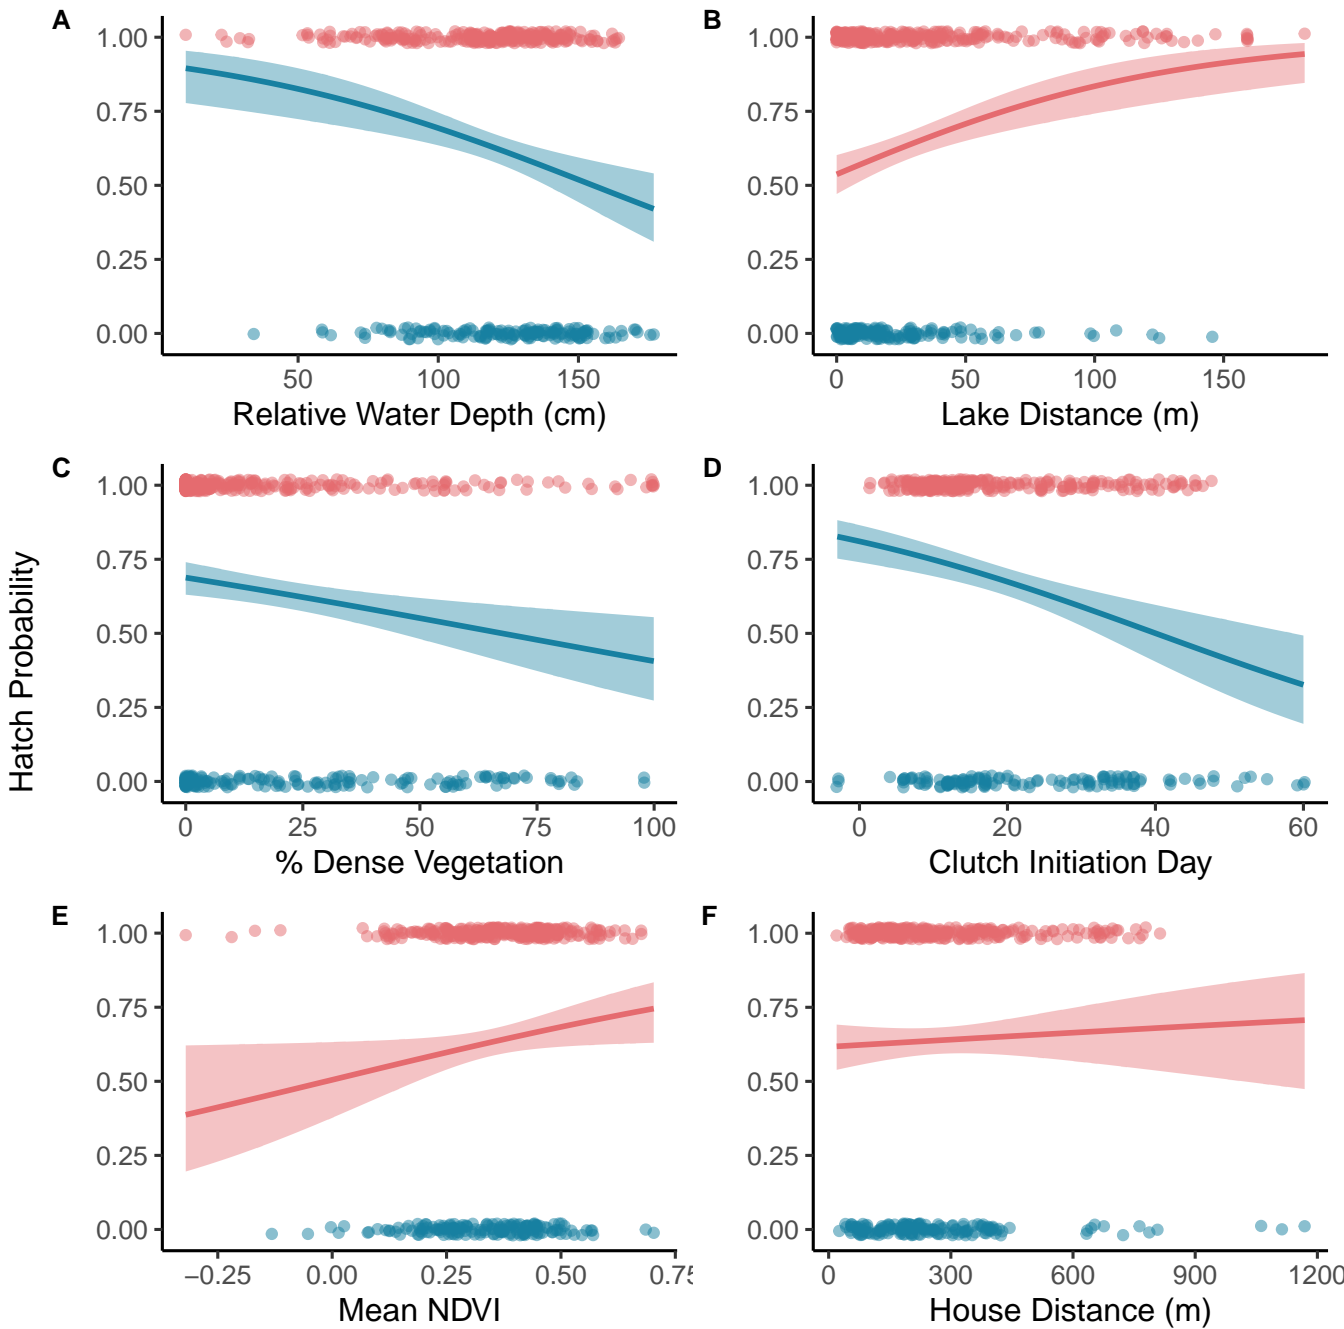 A
1.00
0.75
0.50
0.25
0.00
50 100 150
Relative Water Depth (cm)
B
1.00
0.75
0.50
0.25
0.00
0 50 100 150
Lake Distance (m)
Hatch Probability
C
1.00
0.75
0.50
0.25
0.00
0 25 50 75 100
% Dense Vegetation
D
1.00
0.75
0.50
0.25
0.00
0 20 40 60
Clutch Initiation Day
E
1.00
0.75
0.50
0.25
0.00
−0.25 0.00 0.25 0.50 0.75
Mean NDVI
F
1.00
0.75
0.50
0.25
0.00
0 300 600 900 1200
House Distance (m)